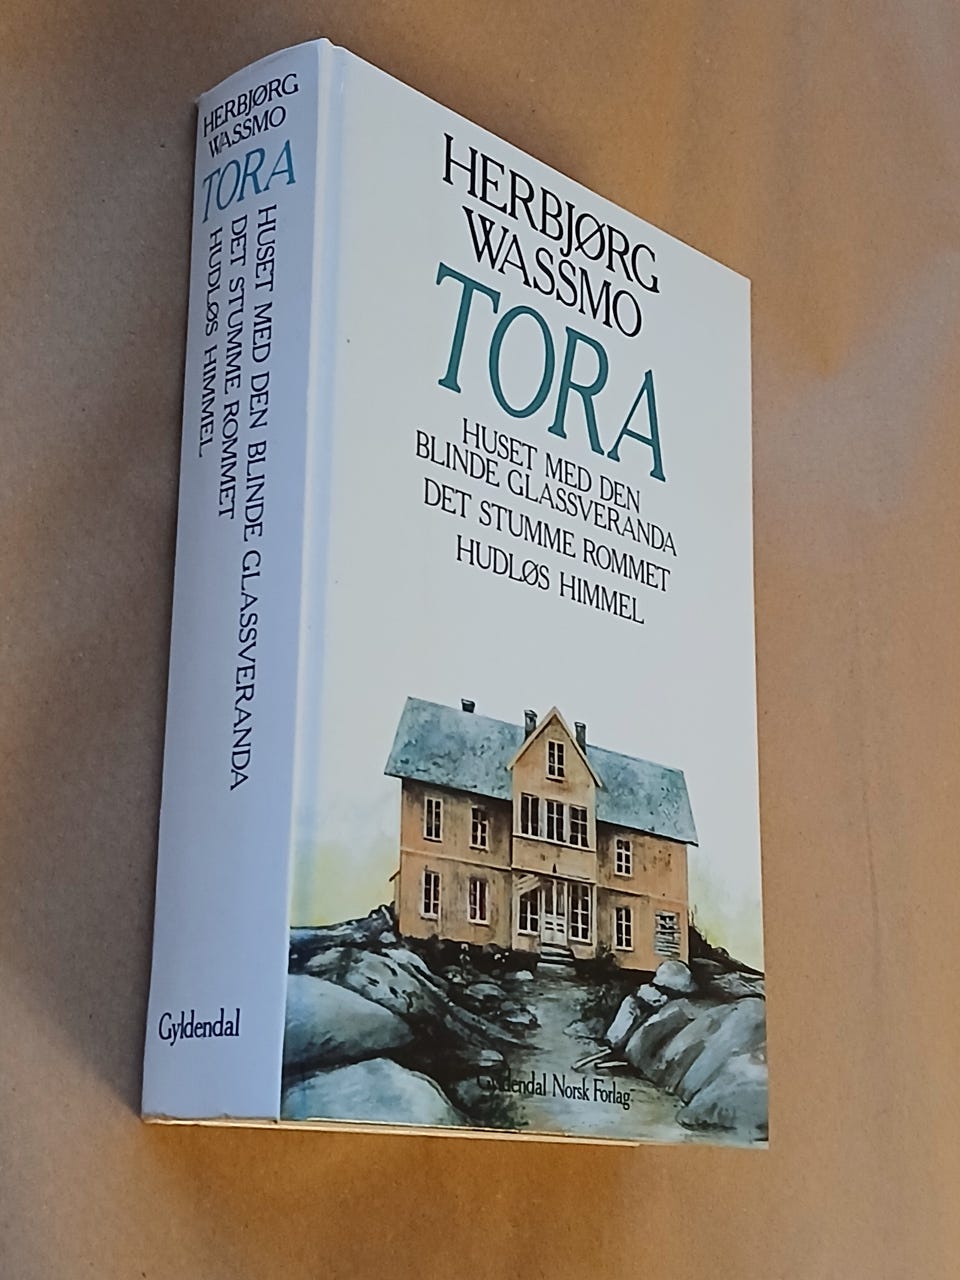 HERBJØRG
WASSMO
TORA
HUSET MED DEN BLINDE GLASSVERANDA
DET STUMME ROMMET
HUDLØS HIMMEL
Gyldendal
HERBJØRG
WASSMO
TORA
HUSET MED DEN
BLINDE GLASSVERANDA
DET STUMME ROMMET
HUDLØS HIMMEL
Gyldendal Norsk Forlag